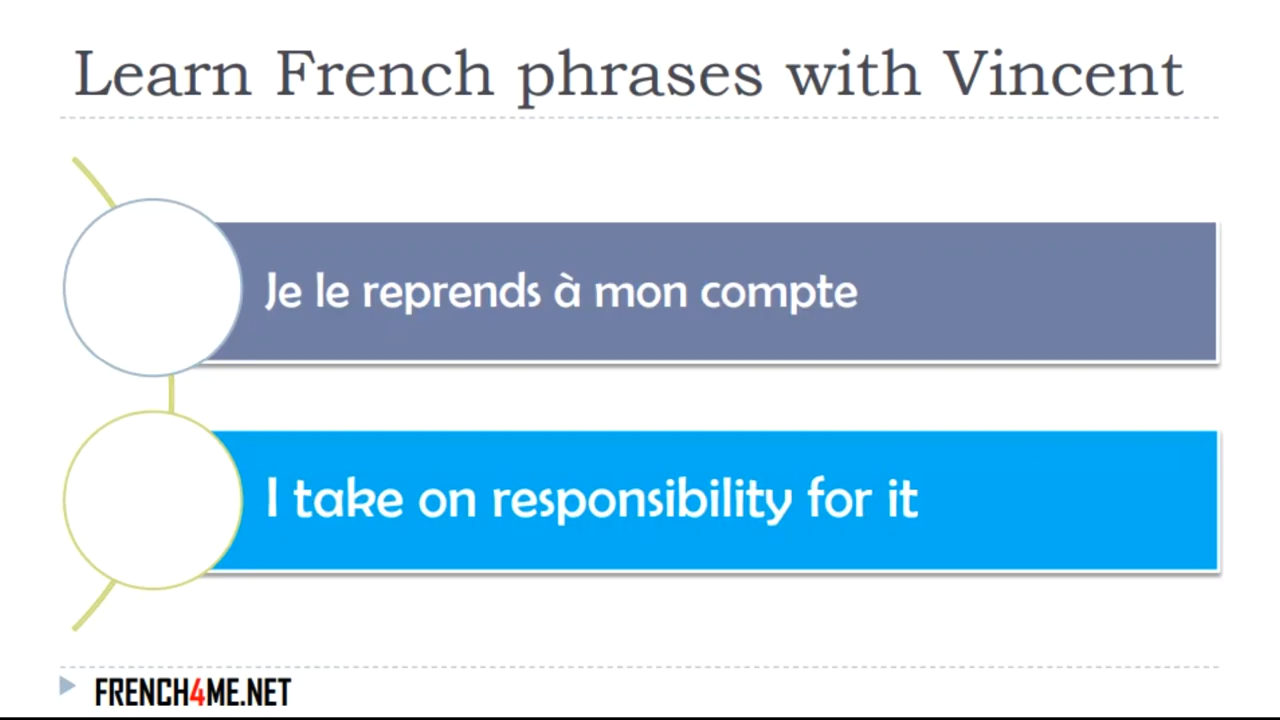 Learn French phrases with Vincent
Je le reprends à mon compte
I take on responsibility for it
FRENCH4ME.NET